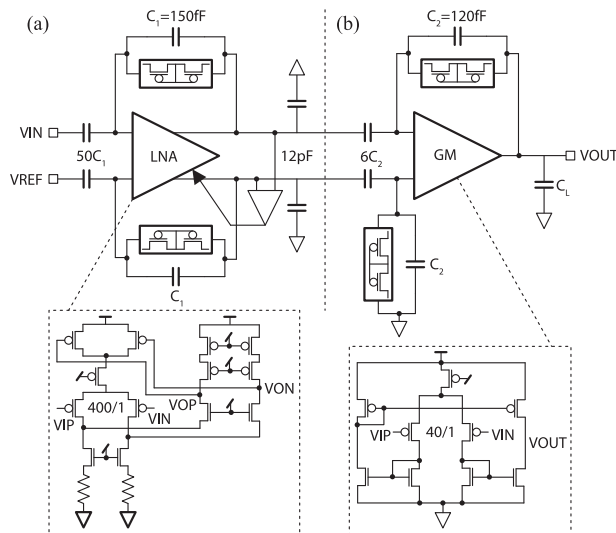 (a)
C1=150fF
(b)
C2=120fF
VIN
50C1
LNA
12pF
6C2
GM
VOUT
VREF
CL
C1
C2
VOP
VON
400/1
VIP
VIN
VIP
40/1
VIN
VOUT